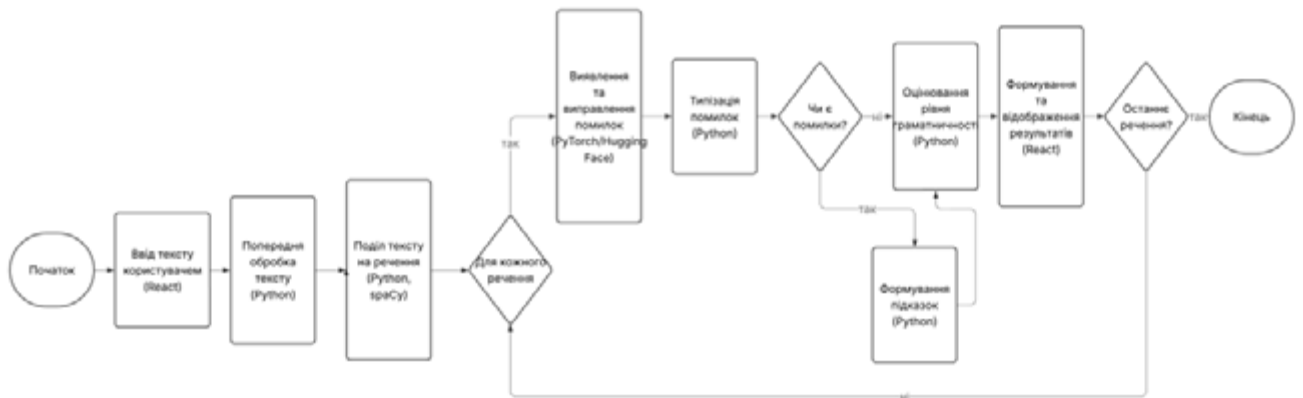 Початок
Ввід тексту
користувачем
(React)
Попередня
обробка
тексту
(Python)
Поділ тексту
на речення
(Python,
spaCy)
Для кожного
речення
так
Виявлення
та
виправлення
помилок
(PyTorch/Hugging
Face)
Типізація
помилок
(Python)
Чи є
помилки?
ні
так
Формування
підказок
(Python)
Оцінювання
рівня
граматичності
(Python)
Формування
та
відображення
результатів
(React)
Останнє
речення?
так
Кінець
ні